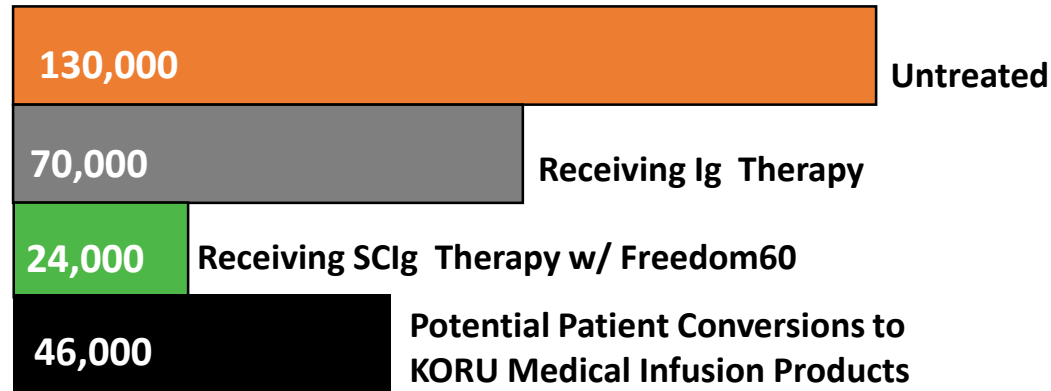 130,000
Untreated
70,000
Receiving Ig Therapy
24,000
Receiving SCIg Therapy w/ Freedom60
46,000
Potential Patient Conversions to
KORU Medical Infusion Products